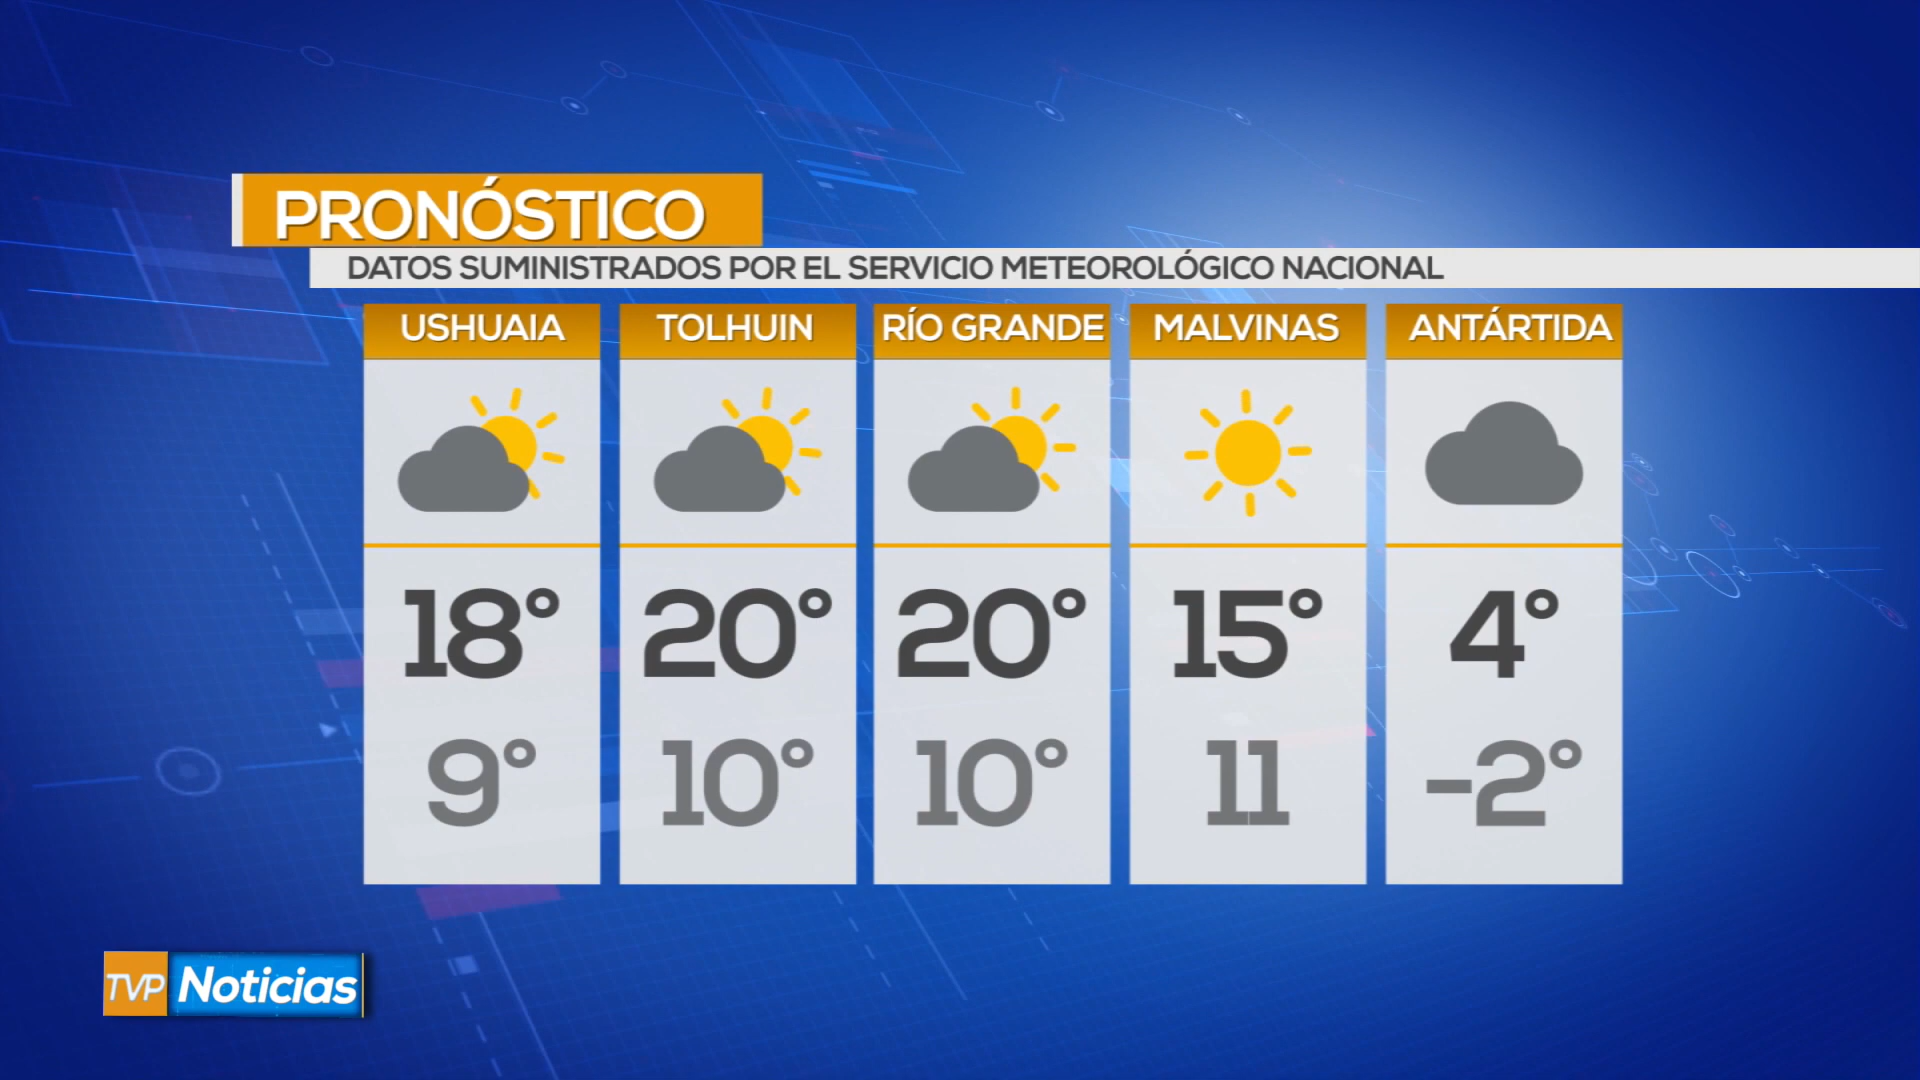 PRONÓSTICO
DATOS SUMINISTRADOS POR EL SERVICIO METEOROLÓGICO NACIONAL
USHUAIA TOLHUIN RÍO GRANDE MALVINAS ANTÁRTIDA
18° 20° 20° 15° 4°
9° 10° 10° 11 -2°
TVP Noticias